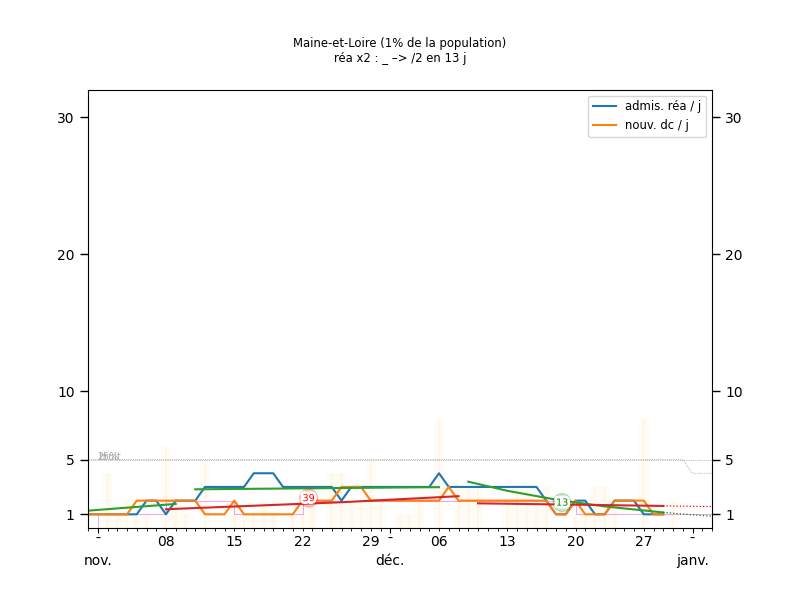 Maine-et-Loire (1% de la population)
réa x2 : _ –> /2 en 13 j
admis. réa / j
nouv. dc / j
30 30
20 20
10 10
5 5
1 1
39
13
- 08 15 22 29 - 06 13 20 27 -
nov. déc. janv.